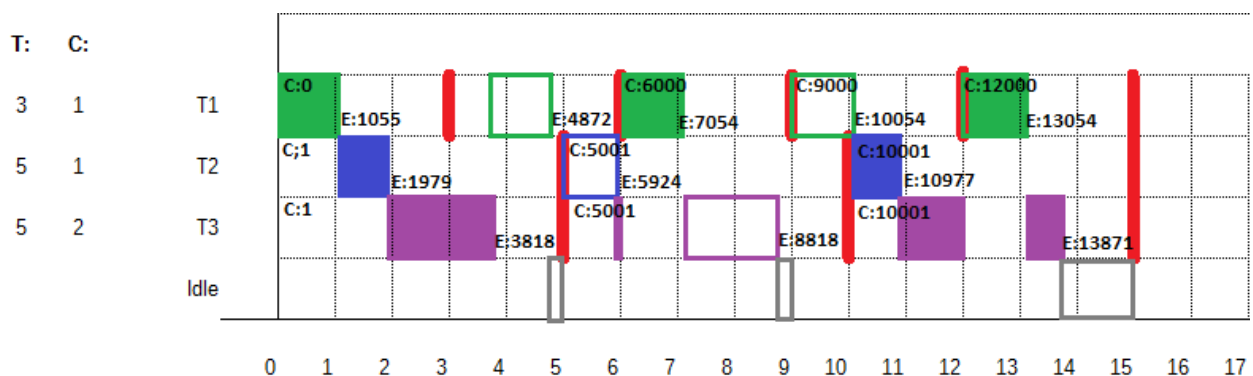 T: C:
3 1 T1 C:0 E:1055 E:4872 C:6000 E:7054 C:9000 E:10054 C:12000 E:13054
5 1 T2 C;1 E:1979 C:5001 E:5924 C:10001 E:10977
5 2 T3 C:1 E:3818 C:5001 E:8818 C:10001 E:13871
Idle
0 1 2 3 4 5 6 7 8 9 10 11 12 13 14 15 16 17